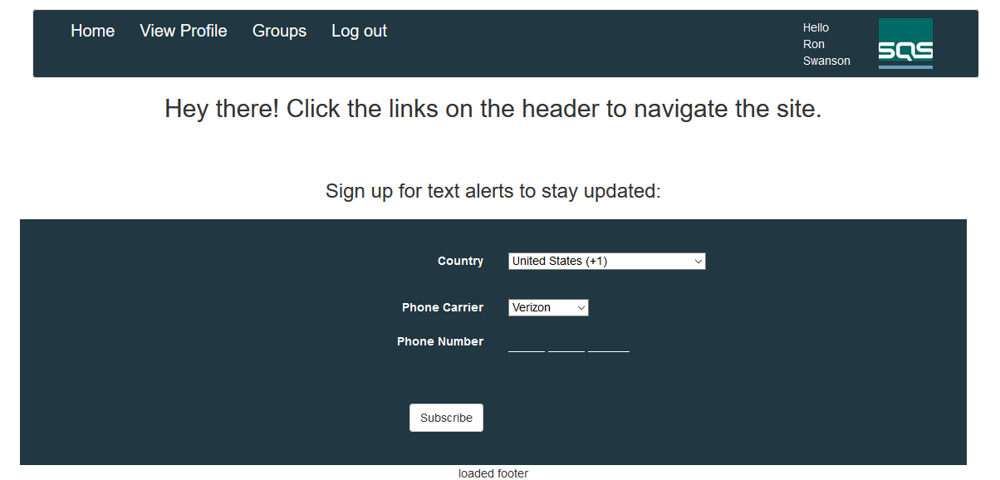 Home View Profile Groups Log out
Hello
Ron
Swanson
SQS
Hey there! Click the links on the header to navigate the site.
Sign up for text alerts to stay updated:
Country United States (+1)
Phone Carrier Verizon
Phone Number
Subscribe
loaded footer